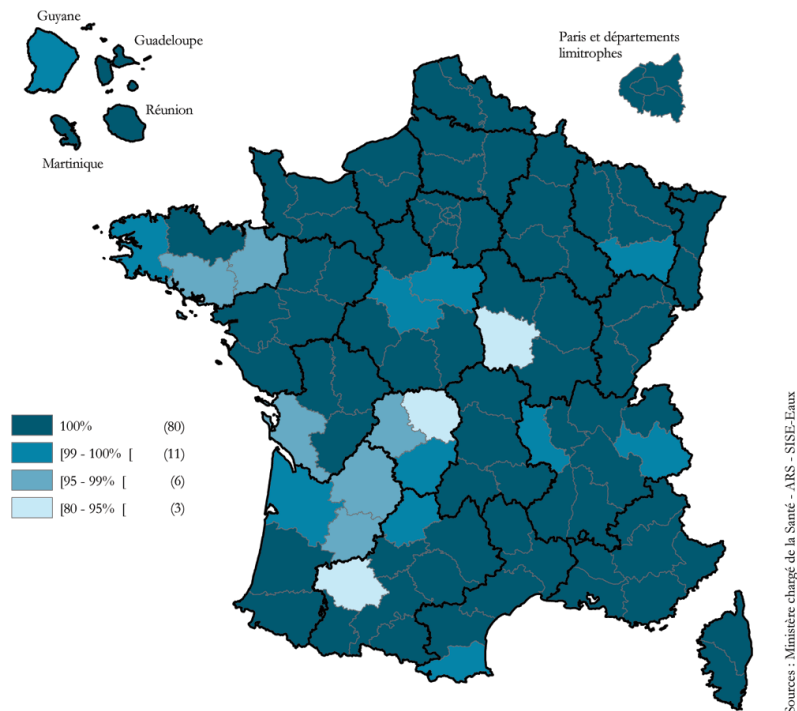 Guyane
Guadeloupe
Réunion
Martinique
Paris et départements
limitrophes
100% (80)
[99 - 100% [ (11)
[95 - 99% [ (6)
[80 - 95% [ (3)
Sources : Ministère chargé de la Santé - ARS - SISE-Eaux